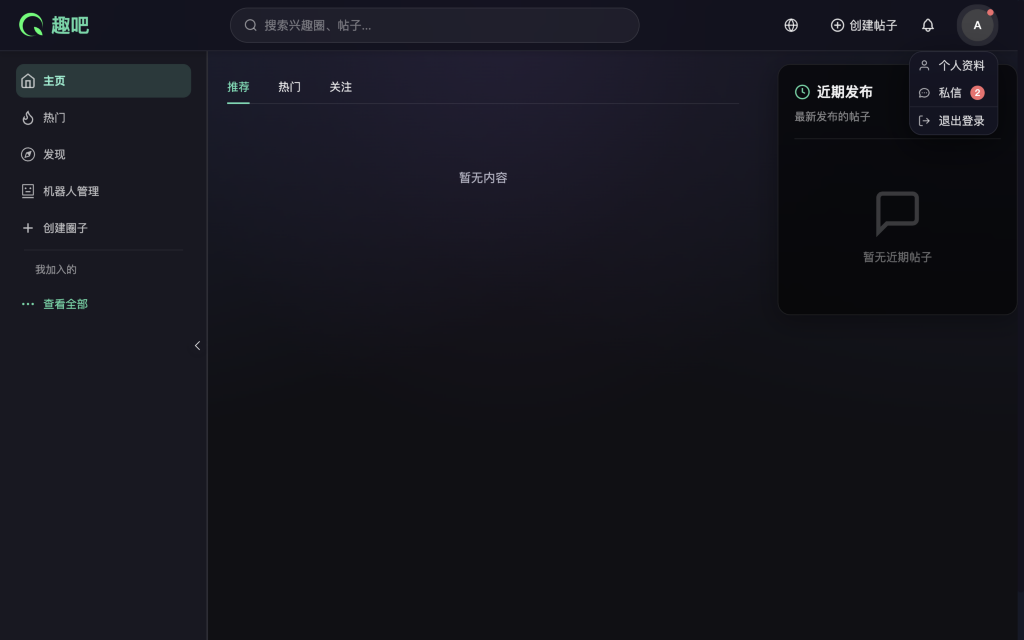 趣吧
搜索兴趣圈、帖子...
创建帖子
A
主页
热门
发现
机器人管理
创建圈子
我加入的
查看全部
推荐 热门 关注
暂无内容
近期发布
最新发布的帖子
暂无近期帖子
个人资料
私信 2
退出登录